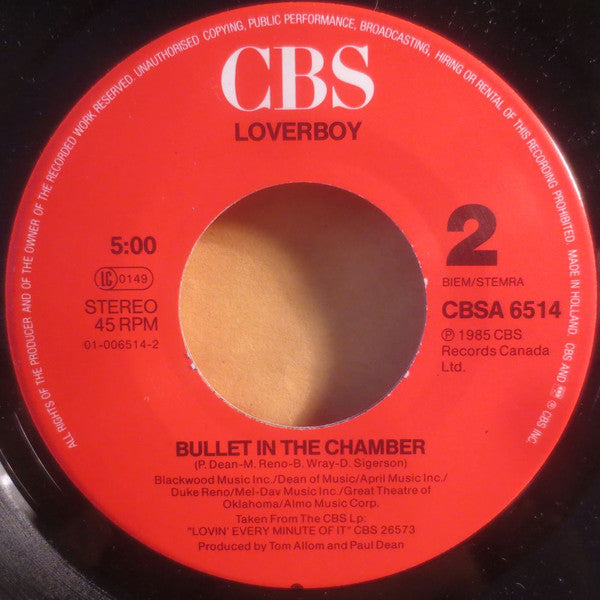 ALL RIGHTS OF THE PRODUCER AND OF THE OWNER OF THE RECORDED WORK RESERVED. UNAUTHORISED COPYING, PUBLIC PERFORMANCE, BROADCASTING, HIRING OR RENTAL OF THIS RECORDING PROHIBITED. MADE IN HOLLAND. CBS AND ® © CBS INC.
CBS
LOVERBOY
5:00
LC 0149
STEREO
45 RPM
01-006514-2
2
BIEM/STEMRA
CBSA 6514
℗ 1985 CBS
Records Canada
Ltd.
BULLET IN THE CHAMBER
(P. Dean-M. Reno-B. Wray-D. Sigerson)
Blackwood Music Inc./Dean of Music/April Music Inc./
Duke Reno/Mel-Dav Music Inc./Great Theatre of
Oklahoma/Almo Music Corp.
Taken From The CBS Lp:
"LOVIN' EVERY MINUTE OF IT" CBS 26573
Produced by Tom Allom and Paul Dean